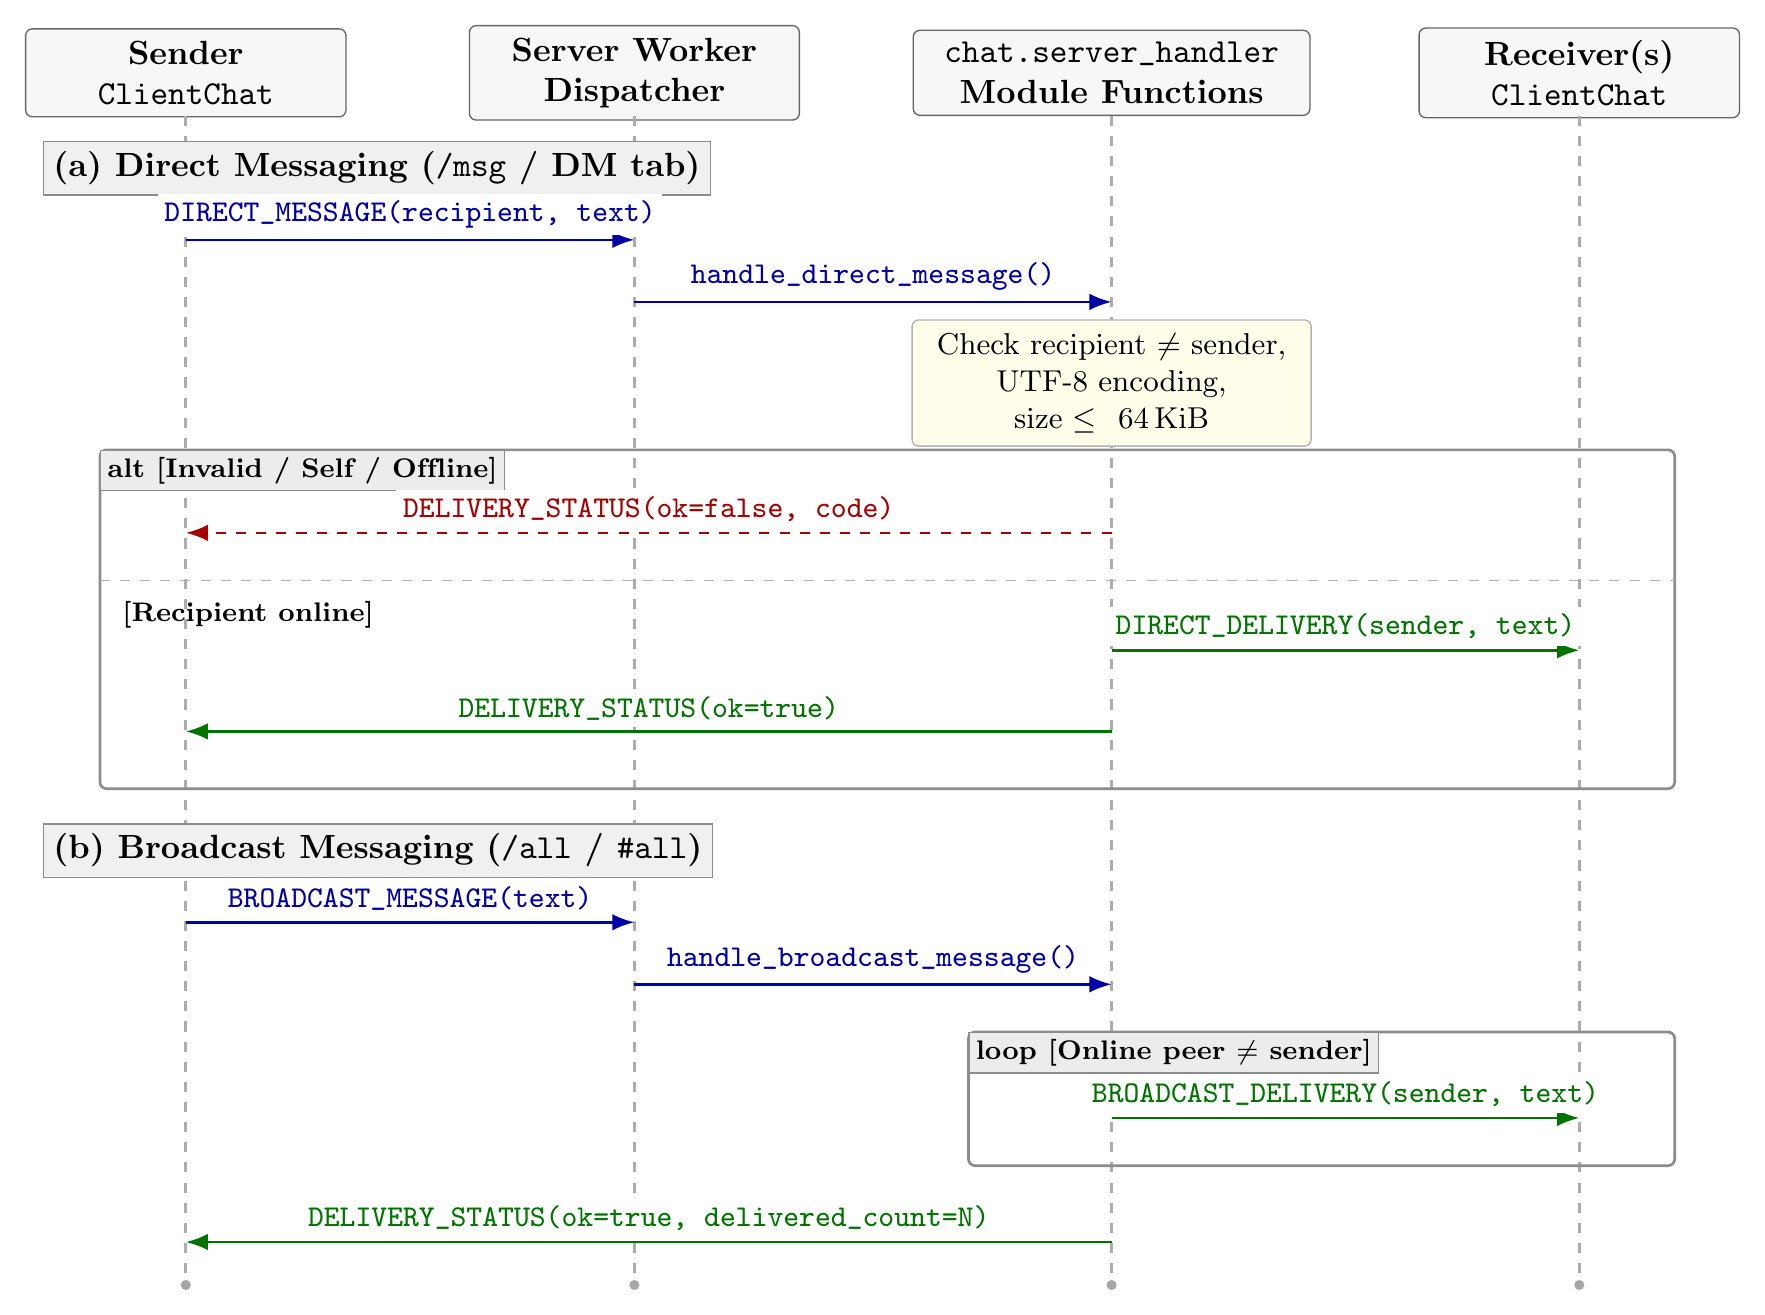 Sender
ClientChat
Server Worker
Dispatcher
chat.server_handler
Module Functions
Receiver(s)
ClientChat
(a) Direct Messaging (/msg / DM tab)
DIRECT_MESSAGE(recipient, text)
handle_direct_message()
Check recipient ≠ sender,
UTF-8 encoding,
size ≤ 64 KiB
alt [Invalid / Self / Offline]
DELIVERY_STATUS(ok=false, code)
[Recipient online]
DIRECT_DELIVERY(sender, text)
DELIVERY_STATUS(ok=true)
(b) Broadcast Messaging (/all / #all)
BROADCAST_MESSAGE(text)
handle_broadcast_message()
loop [Online peer ≠ sender]
BROADCAST_DELIVERY(sender, text)
DELIVERY_STATUS(ok=true, delivered_count=N)